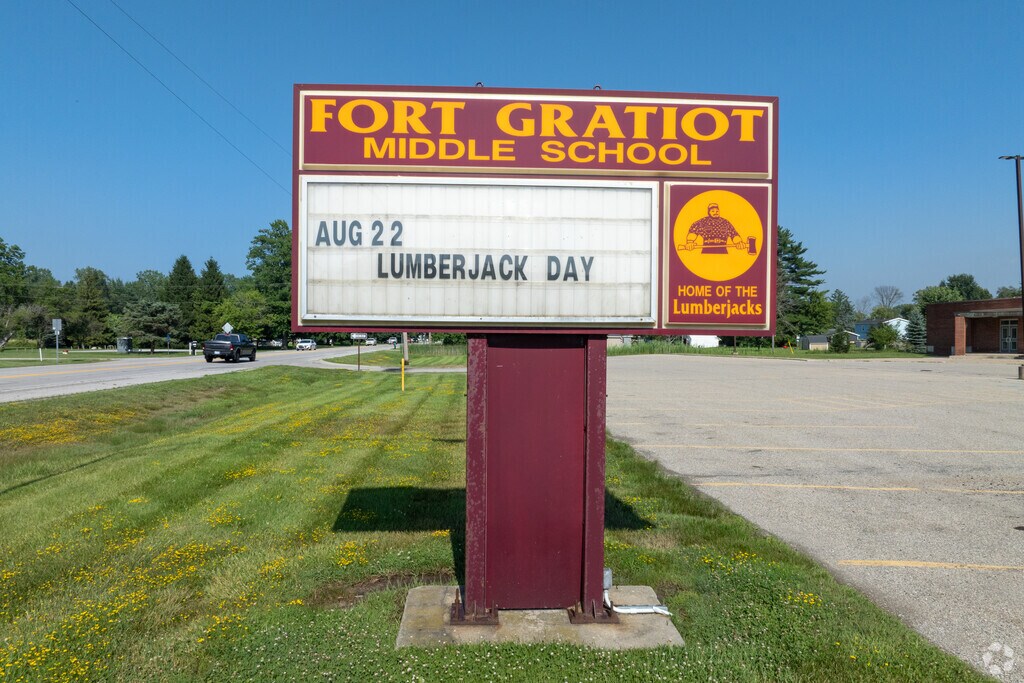 FORT GRATIOT
MIDDLE SCHOOL
AUG 22
LUMBERJACK DAY
HOME OF THE
Lumberjacks